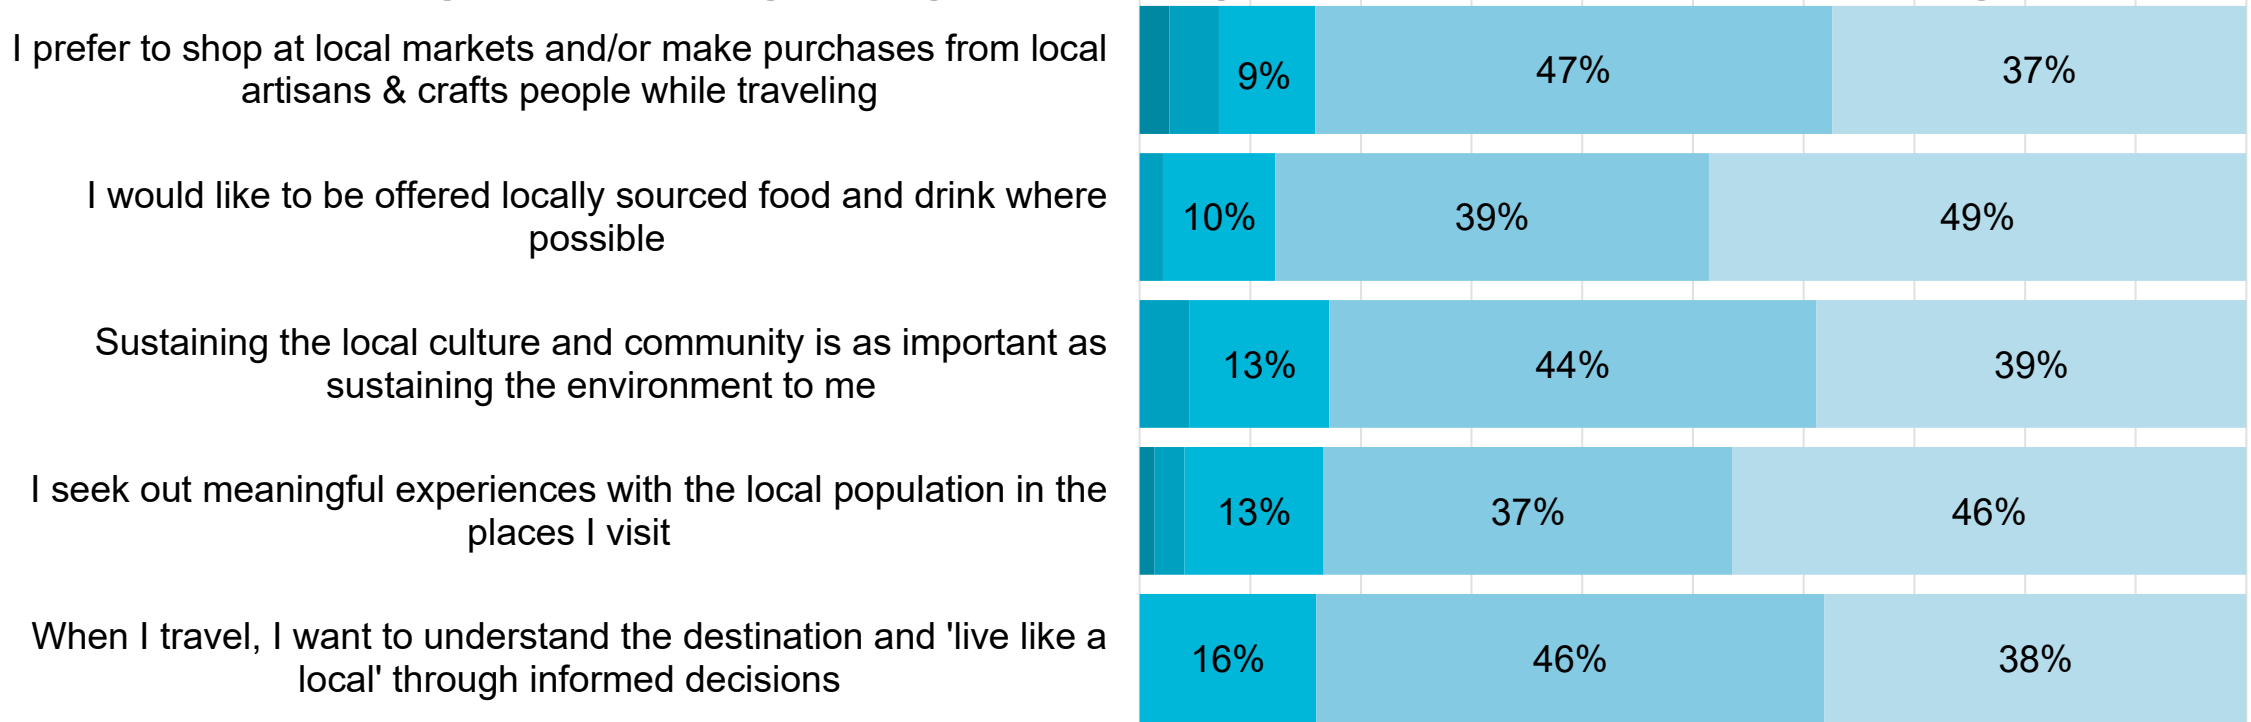 I prefer to shop at local markets and/or make purchases from local
artisans & crafts people while traveling
9%
47%
37%
I would like to be offered locally sourced food and drink where
possible
10%
39%
49%
Sustaining the local culture and community is as important as
sustaining the environment to me
13%
44%
39%
I seek out meaningful experiences with the local population in the
places I visit
13%
37%
46%
When I travel, I want to understand the destination and 'live like a
local' through informed decisions
16%
46%
38%